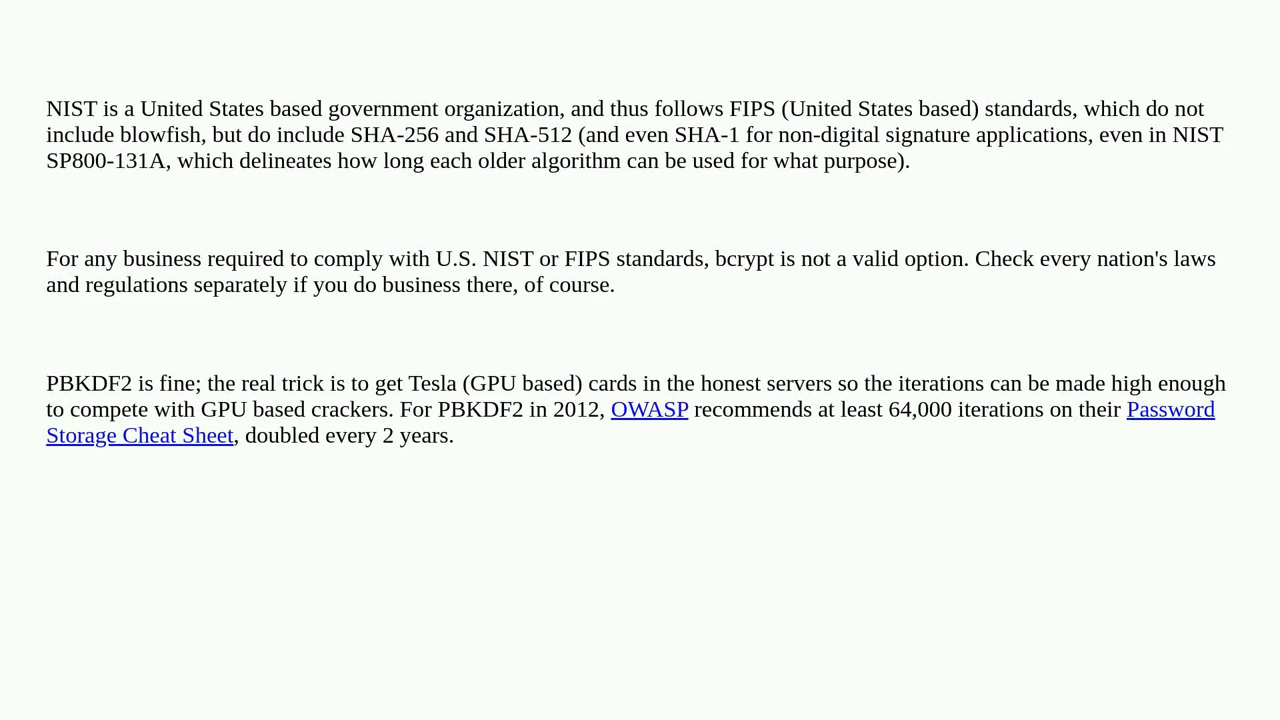 NIST is a United States based government organization, and thus follows FIPS (United States based) standards, which do not
include blowfish, but do include SHA-256 and SHA-512 (and even SHA-1 for non-digital signature applications, even in NIST
SP800-131A, which delineates how long each older algorithm can be used for what purpose).
For any business required to comply with U.S. NIST or FIPS standards, bcrypt is not a valid option. Check every nation's laws
and regulations separately if you do business there, of course.
PBKDF2 is fine; the real trick is to get Tesla (GPU based) cards in the honest servers so the iterations can be made high enough
to compete with GPU based crackers. For PBKDF2 in 2012, OWASP recommends at least 64,000 iterations on their Password
Storage Cheat Sheet, doubled every 2 years.